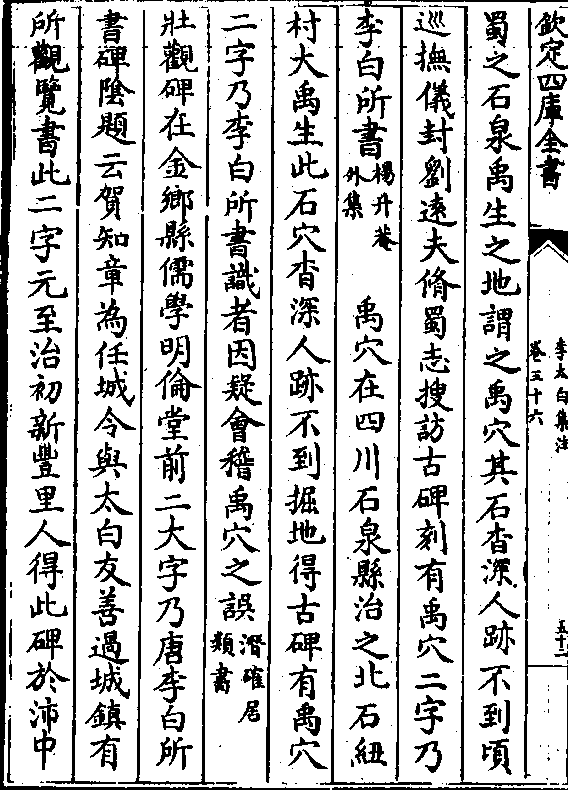 欽定四庫全書
李太白集注
卷三十六
蜀之石泉禹生之地謂之禹穴其石杳深人跡不到頃
巡撫儀封劉遠夫脩蜀志搜訪古碑刻有禹穴二字乃
李白所書楊升菴外集 禹穴在四川石泉縣治之北石紐
村大禹生此石穴杳深人跡不到掘地得古碑有禹穴
二字乃李白所書識者因疑會稽禹穴之誤潛確居類書
壯觀碑在金鄉縣儒學明倫堂前二大字乃唐李白所
書碑陰題云賀知章為任城令與太白友善過城鎮有
所觀覽書此二字元至治初新豐里人得此碑於沛中